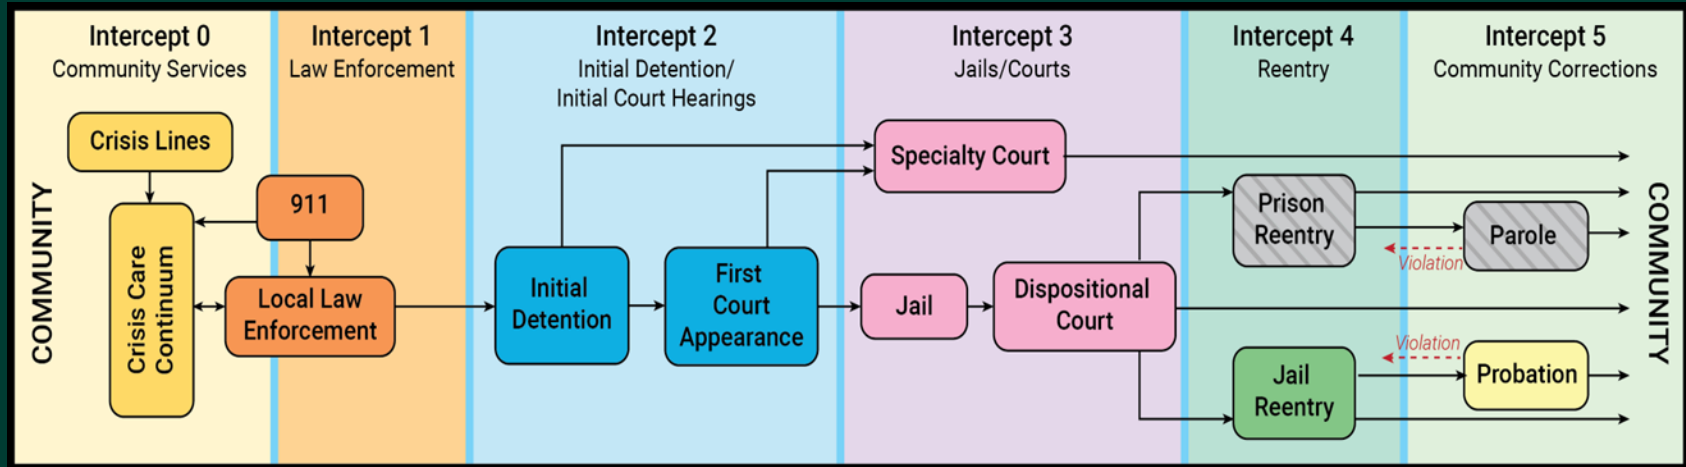 Intercept 0
Community Services
Intercept 1
Law Enforcement
Intercept 2
Initial Detention/
Initial Court Hearings
Intercept 3
Jails/Courts
Intercept 4
Reentry
Intercept 5
Community Corrections
COMMUNITY
Crisis Lines
Crisis Care
Continuum
911
Local Law
Enforcement
Initial
Detention
First
Court
Appearance
Specialty Court
Jail
Dispositional
Court
Prison
Reentry
Violation
Parole
Jail
Reentry
Violation
Probation
COMMUNITY